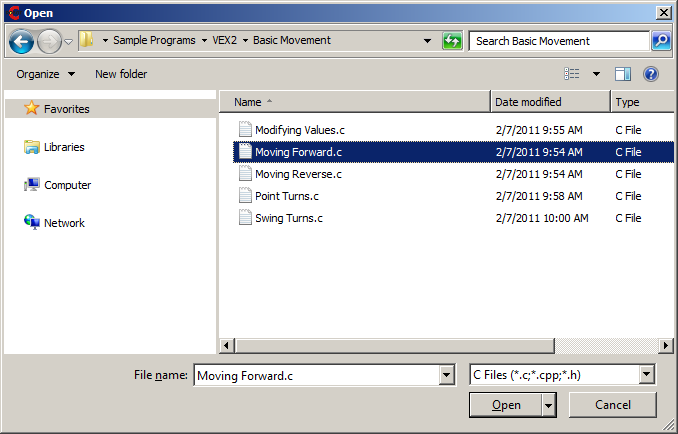 Open
Sample Programs VEX2 Basic Movement
Search Basic Movement
Organize New folder
Favorites
Libraries
Computer
Network
Name Date modified Type
Modifying Values.c 2/7/2011 9:55 AM C File
Moving Forward.c 2/7/2011 9:54 AM C File
Moving Reverse.c 2/7/2011 9:54 AM C File
Point Turns.c 2/7/2011 9:58 AM C File
Swing Turns.c 2/7/2011 10:00 AM C File
File name: Moving Forward.c C Files (*.c;*.cpp;*.h)
Open Cancel